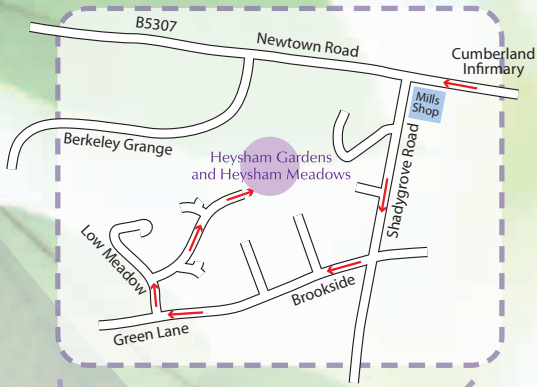 B5307
Newtown Road
Cumberland
Infirmary
Mills
Shop
Berkeley Grange
Heysham Gardens
and Heysham Meadows
Shadygrove Road
Low Meadow
Brookside
Green Lane